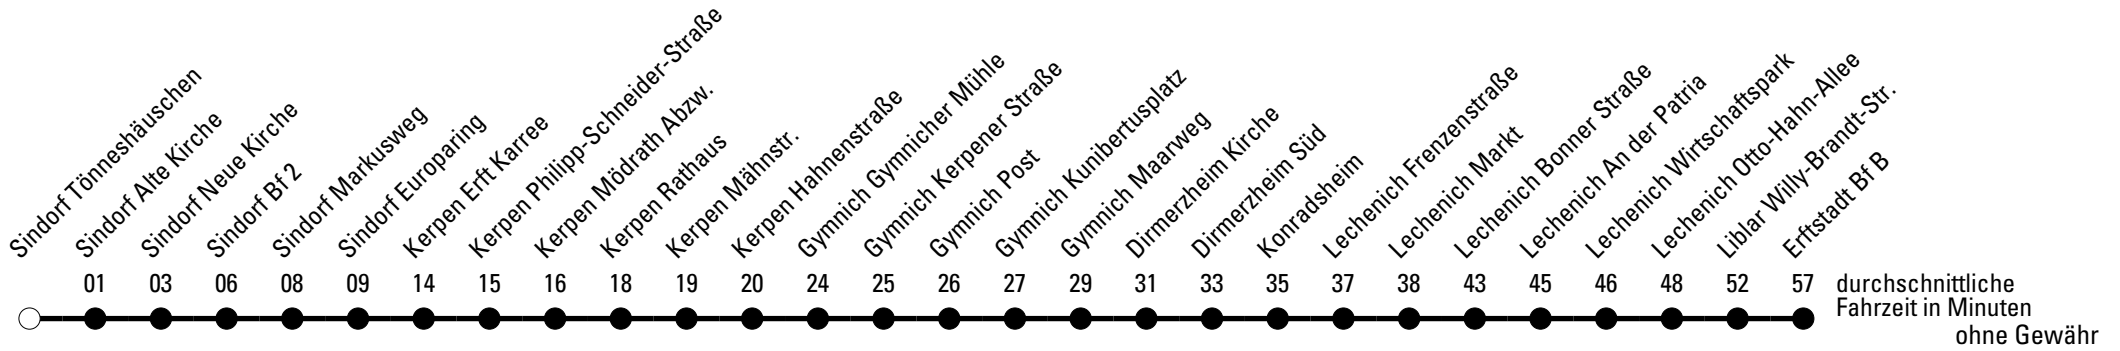 Sindorf Tönneshäuschen
Sindorf Alte Kirche
Sindorf Neue Kirche
Sindorf Bf 2
Sindorf Markusweg
Sindorf Europaring
Kerpen Erft Karree
Kerpen Philipp-Schneider-Straße
Kerpen Mödrath Abzw.
Kerpen Rathaus
Kerpen Mähnstr.
Kerpen Hahnenstraße
Gymnich Gymnicher Mühle
Gymnich Kerpener Straße
Gymnich Post
Gymnich Kunibertusplatz
Gymnich Maarweg
Dirmerzheim Kirche
Dirmerzheim Süd
Konradsheim
Lechenich Frenzenstraße
Lechenich Markt
Lechenich Bonner Straße
Lechenich An der Patria
Lechenich Wirtschaftspark
Lechenich Otto-Hahn-Allee
Liblar Willy-Brandt-Str.
Erftstadt Bf B
01 03 06 08 09 14 15 16 18 19 20 24 25 26 27 29 31 33 35 37 38 43 45 46 48 52 57
durchschnittliche
Fahrzeit in Minuten
ohne Gewähr